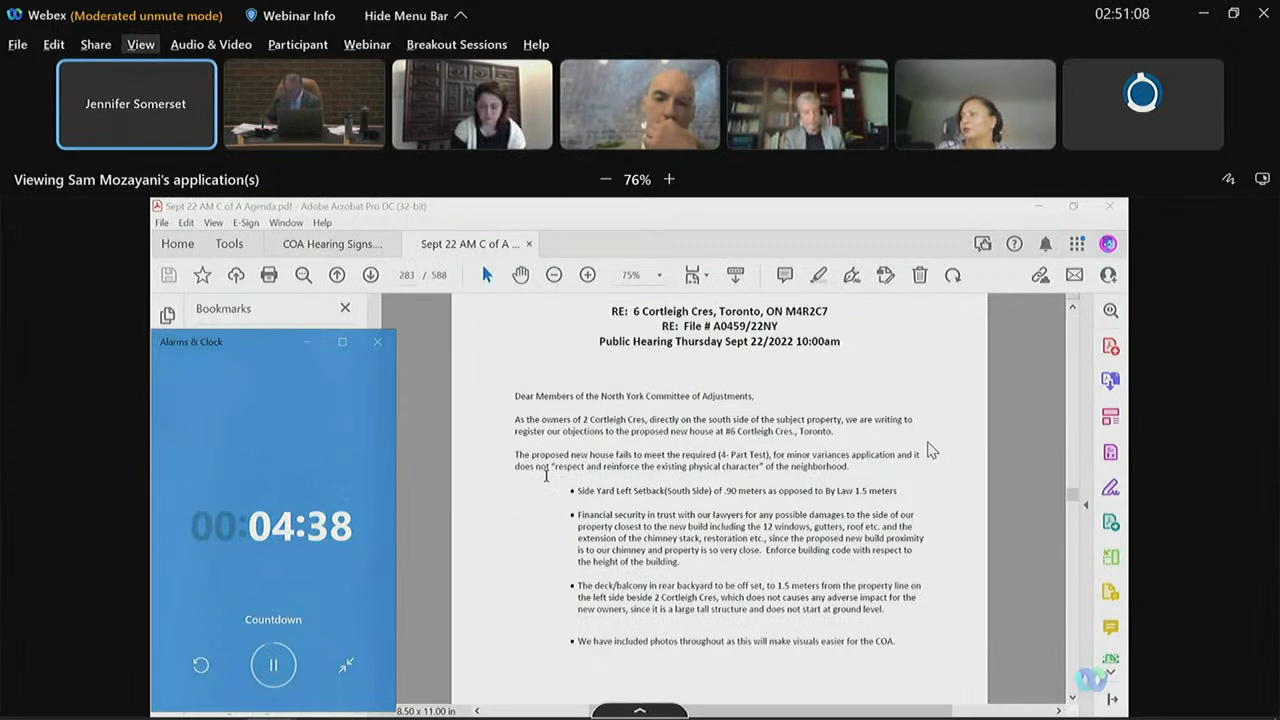 Webex (Moderated unmute mode) Webinar Info Hide Menu Bar 02:51:08
File Edit Share View Audio & Video Participant Webinar Breakout Sessions Help
Jennifer Somerset
Viewing Sam Mozayani's application(s) 76%
Sept 22 AM C of A Agenda.pdf - Adobe Acrobat Pro DC (32-bit)
File Edit View E-Sign Window Help
Home Tools COA Hearing Signs.... Sept 22 AM C of A ... ×
283 / 588 75%
Bookmarks
Alarms & Clock
00:04:38
Countdown
RE: 6 Cortleigh Cres, Toronto, ON M4R2C7
RE: File # A0459/22NY
Public Hearing Thursday Sept 22/2022 10:00am
Dear Members of the North York Committee of Adjustments,
As the owners of 2 Cortleigh Cres, directly on the south side of the subject property, we are writing to
register our objections to the proposed new house at #6 Cortleigh Cres., Toronto.
The proposed new house fails to meet the required (4- Part Test), for minor variances application and it
does not "respect and reinforce the existing physical character" of the neighborhood.
• Side Yard Left Setback(South Side) of .90 meters as opposed to By Law 1.5 meters
• Financial security in trust with our lawyers for any possible damages to the side of our
property closest to the new build including the 12 windows, gutters, roof etc. and the
extension of the chimney stack, restoration etc., since the proposed new build proximity
is to our chimney and property is so very close. Enforce building code with respect to
the height of the building.
• The deck/balcony in rear backyard to be off set, to 1.5 meters from the property line on
the left side beside 2 Cortleigh Cres, which does not causes any adverse impact for the
new owners, since it is a large tall structure and does not start at ground level.
• We have included photos throughout as this will make visuals easier for the COA.
8.50 x 11.00 in